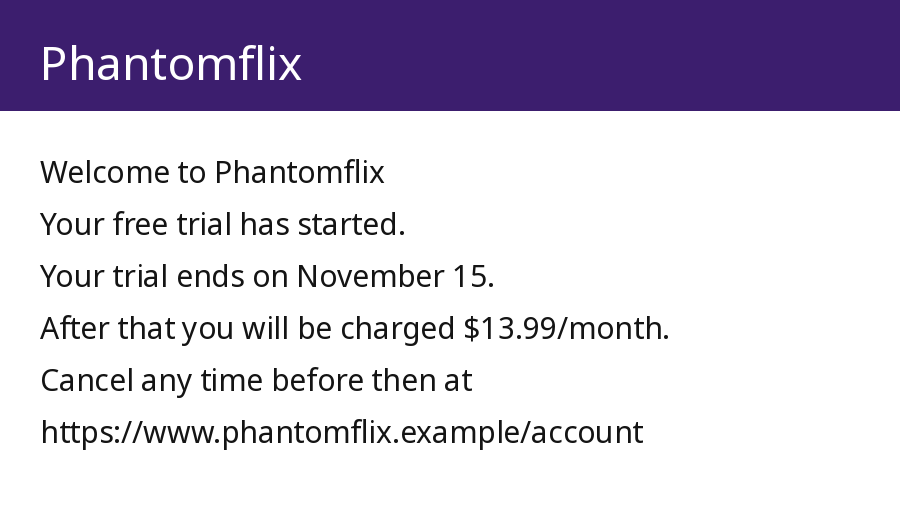 Phantomflix
Welcome to Phantomflix
Your free trial has started.
Your trial ends on November 15.
After that you will be charged $13.99/month.
Cancel any time before then at
https://www.phantomflix.example/account